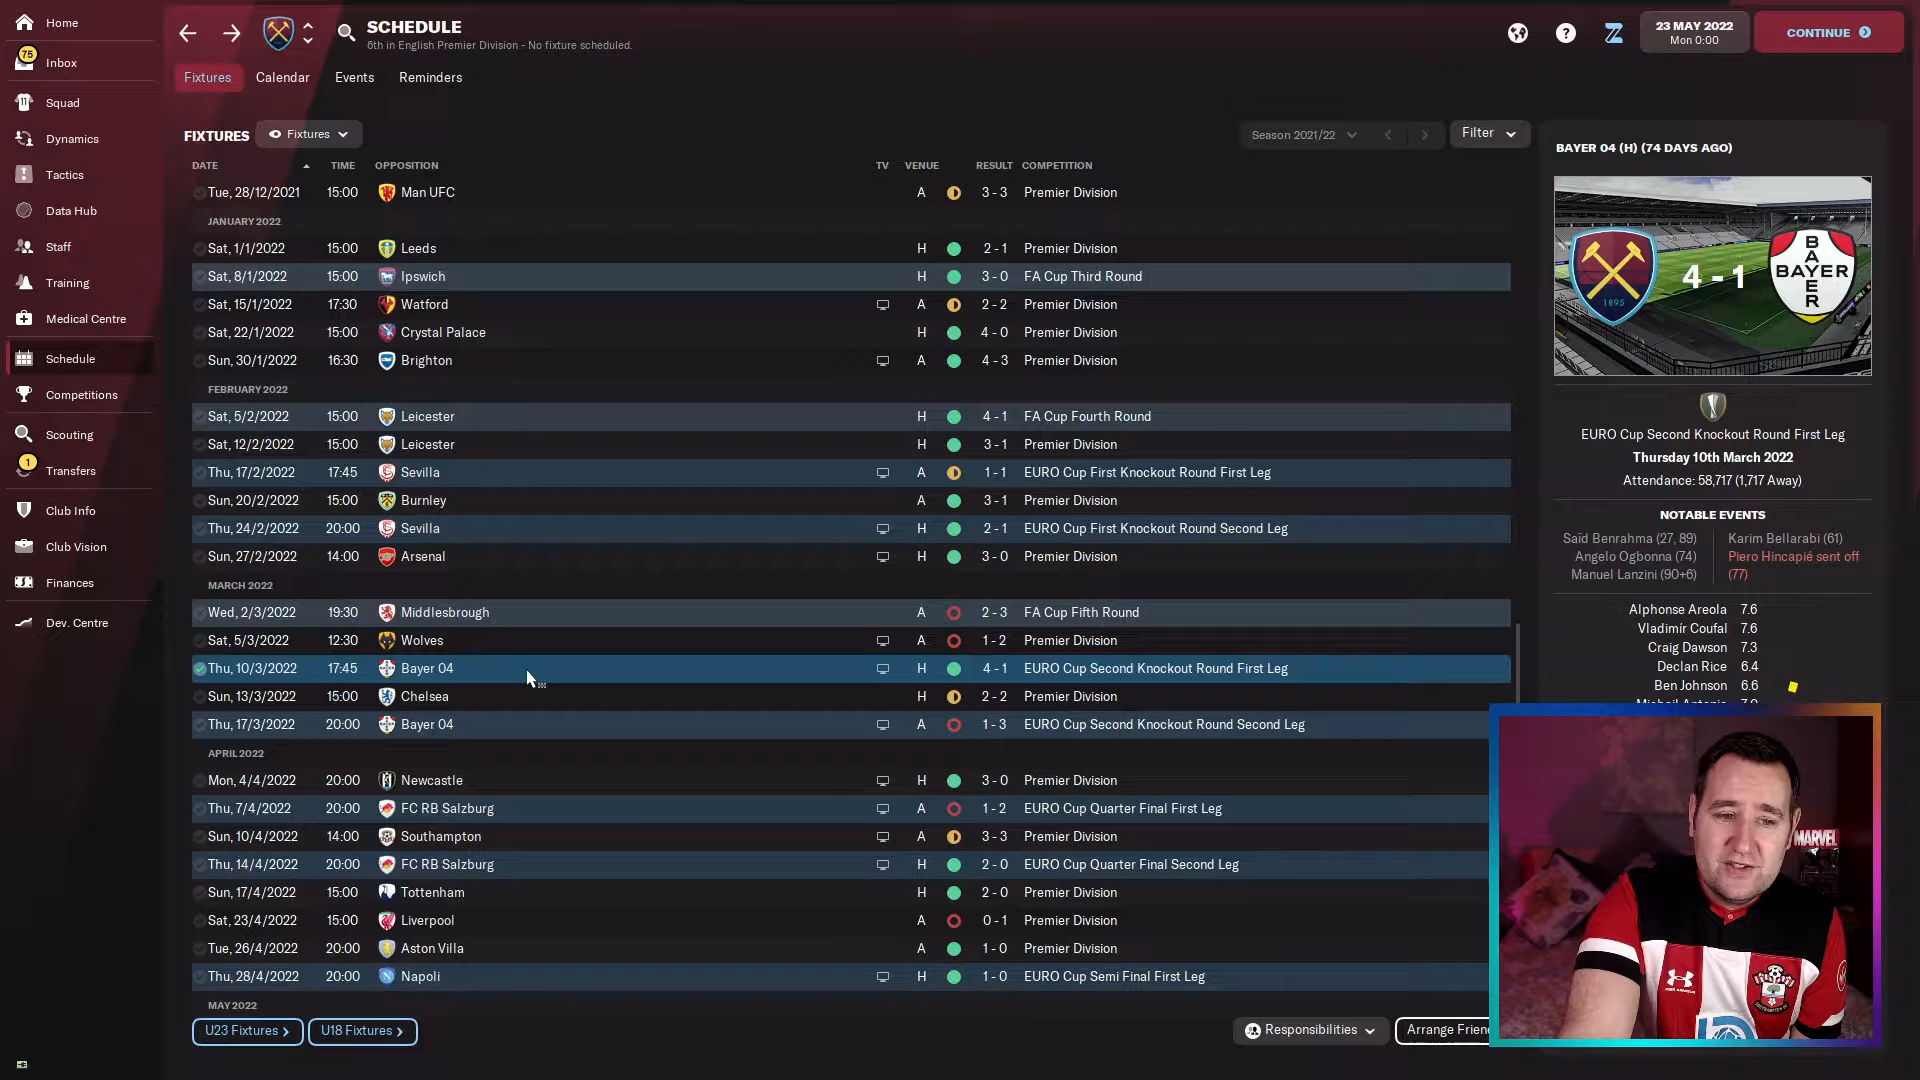 Home
75
Inbox
Squad
Dynamics
Tactics
Data Hub
Staff
Training
Medical Centre
Schedule
Competitions
Scouting
1
Transfers
Club Info
Club Vision
Finances
Dev. Centre
SCHEDULE
6th in English Premier Division - No fixture scheduled.
23 MAY 2022
Mon 0:00
CONTINUE
Fixtures Calendar Events Reminders
FIXTURES Fixtures
Season 2021/22 Filter
DATE TIME OPPOSITION TV VENUE RESULT COMPETITION
Tue, 28/12/2021 15:00 Man UFC A 3 - 3 Premier Division
JANUARY 2022
Sat, 1/1/2022 15:00 Leeds H 2 - 1 Premier Division
Sat, 8/1/2022 15:00 Ipswich H 3 - 0 FA Cup Third Round
Sat, 15/1/2022 17:30 Watford A 2 - 2 Premier Division
Sat, 22/1/2022 15:00 Crystal Palace H 4 - 0 Premier Division
Sun, 30/1/2022 16:30 Brighton A 4 - 3 Premier Division
FEBRUARY 2022
Sat, 5/2/2022 15:00 Leicester H 4 - 1 FA Cup Fourth Round
Sat, 12/2/2022 15:00 Leicester H 3 - 1 Premier Division
Thu, 17/2/2022 17:45 Sevilla A 1 - 1 EURO Cup First Knockout Round First Leg
Sun, 20/2/2022 15:00 Burnley A 3 - 1 Premier Division
Thu, 24/2/2022 20:00 Sevilla H 2 - 1 EURO Cup First Knockout Round Second Leg
Sun, 27/2/2022 14:00 Arsenal H 3 - 0 Premier Division
MARCH 2022
Wed, 2/3/2022 19:30 Middlesbrough A 2 - 3 FA Cup Fifth Round
Sat, 5/3/2022 12:30 Wolves A 1 - 2 Premier Division
Thu, 10/3/2022 17:45 Bayer 04 H 4 - 1 EURO Cup Second Knockout Round First Leg
Sun, 13/3/2022 15:00 Chelsea H 2 - 2 Premier Division
Thu, 17/3/2022 20:00 Bayer 04 A 1 - 3 EURO Cup Second Knockout Round Second Leg
APRIL 2022
Mon, 4/4/2022 20:00 Newcastle H 3 - 0 Premier Division
Thu, 7/4/2022 20:00 FC RB Salzburg A 1 - 2 EURO Cup Quarter Final First Leg
Sun, 10/4/2022 14:00 Southampton A 3 - 3 Premier Division
Thu, 14/4/2022 20:00 FC RB Salzburg H 2 - 0 EURO Cup Quarter Final Second Leg
Sun, 17/4/2022 15:00 Tottenham H 2 - 0 Premier Division
Sat, 23/4/2022 15:00 Liverpool A 0 - 1 Premier Division
Tue, 26/4/2022 20:00 Aston Villa A 1 - 0 Premier Division
Thu, 28/4/2022 20:00 Napoli H 1 - 0 EURO Cup Semi Final First Leg
MAY 2022
U23 Fixtures U18 Fixtures
Responsibilities Arrange Frien
BAYER 04 (H) (74 DAYS AGO)
1895
4 - 1
BAYER
BAYER
EURO Cup Second Knockout Round First Leg
Thursday 10th March 2022
Attendance: 58,717 (1,717 Away)
NOTABLE EVENTS
Saïd Benrahma (27, 89) Karim Bellarabi (61)
Angelo Ogbonna (74) Piero Hincapié sent off
Manuel Lanzini (90+6) (77)
Alphonse Areola 7.6
Vladimír Coufal 7.6
Craig Dawson 7.3
Declan Rice 6.4
Ben Johnson 6.6
MARVEL